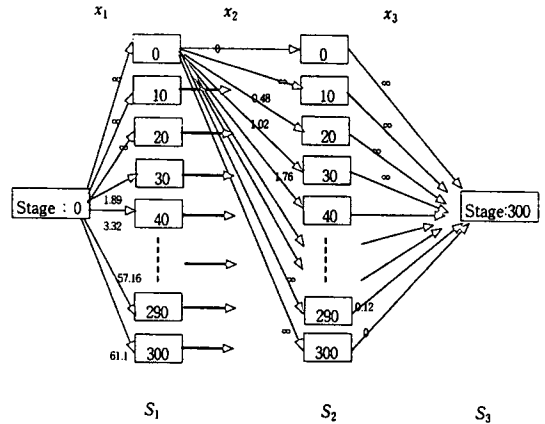 x₁ x₂ x₃
0 0 0
∞ ∞ ∞
10 0.48 10
∞ 1.02 ∞
20 20
∞ ∞
30 1.76 30 ∞
Stage : 0 1.89 Stage:300
3.32 40 40
57.16 ∞
290 290 0.12
300 ∞ 300 0
61.1
S₁ S₂ S₃